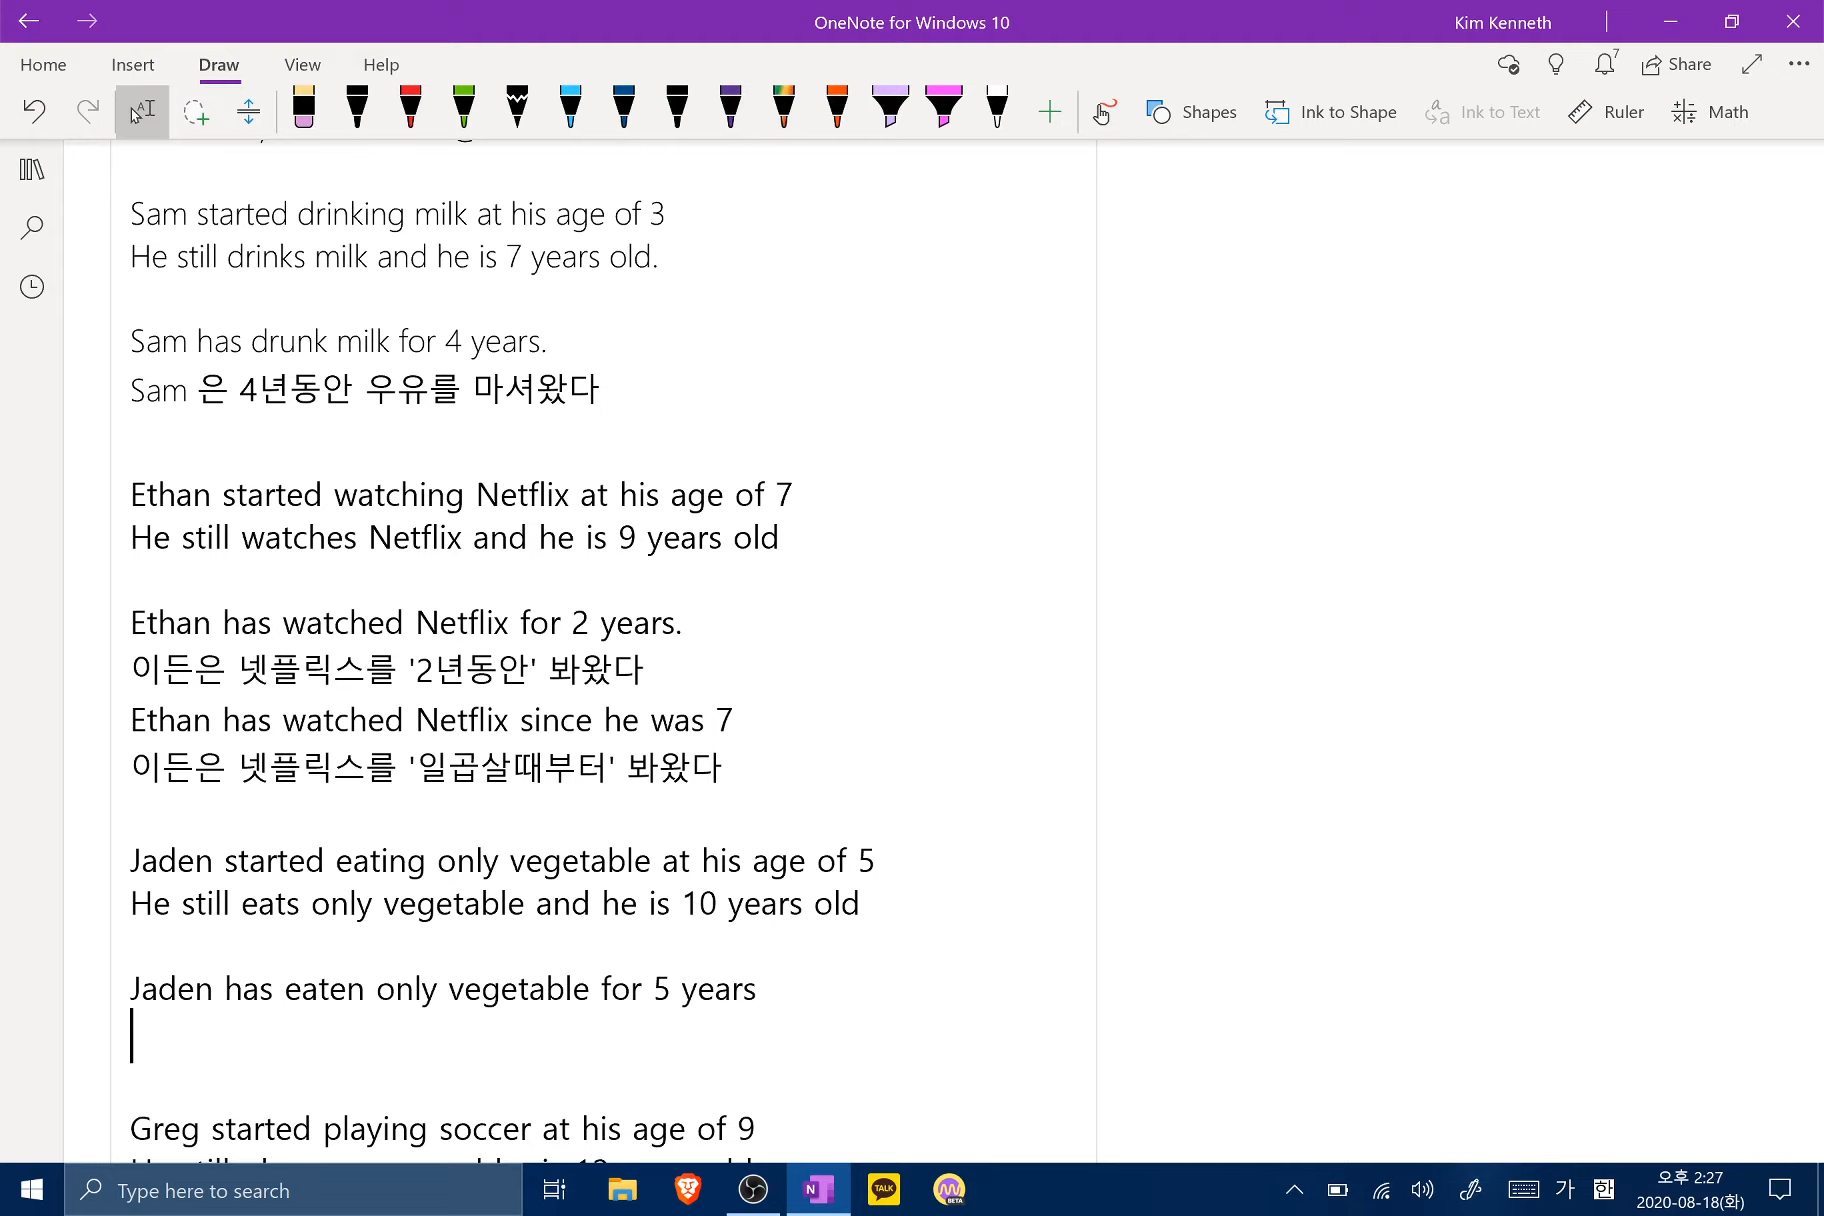 OneNote for Windows 10
Kim Kenneth
Home
Insert
Draw
View
Help
7
Share
Shapes
Ink to Shape
Ink to Text
Ruler
Math
Sam started drinking milk at his age of 3
He still drinks milk and he is 7 years old.
Sam has drunk milk for 4 years.
Sam 은 4년동안 우유를 마셔왔다
Ethan started watching Netflix at his age of 7
He still watches Netflix and he is 9 years old
Ethan has watched Netflix for 2 years.
이든은 넷플릭스를 '2년동안' 봐왔다
Ethan has watched Netflix since he was 7
이든은 넷플릭스를 '일곱살때부터' 봐왔다
Jaden started eating only vegetable at his age of 5
He still eats only vegetable and he is 10 years old
Jaden has eaten only vegetable for 5 years
Greg started playing soccer at his age of 9
Type here to search
N
TALK
BETA
가
한
오후 2:27
2020-08-18(화)